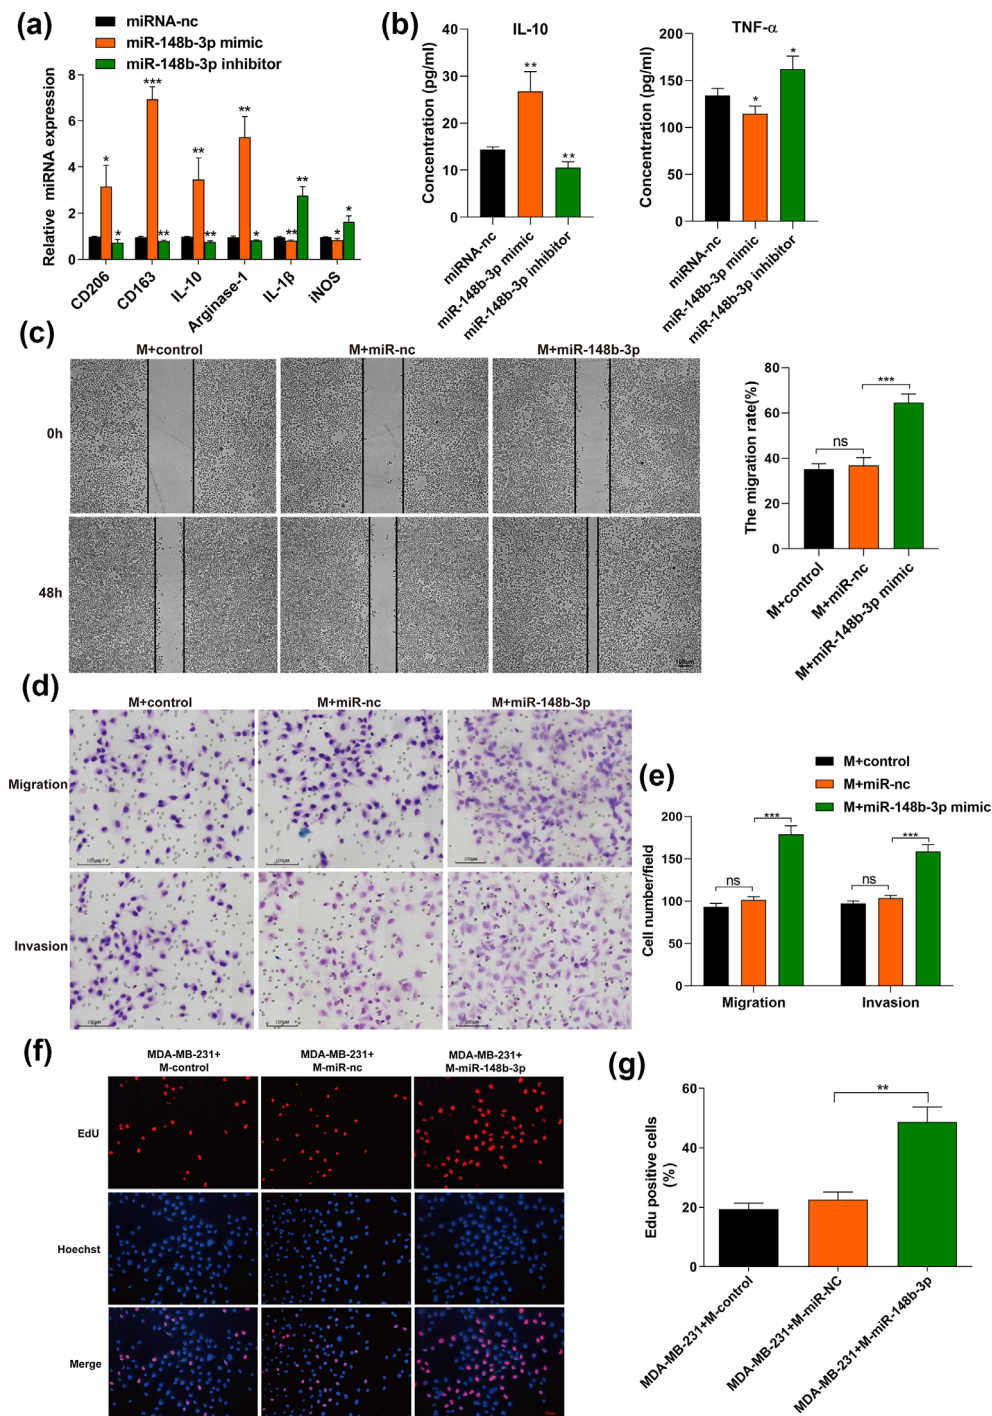 (a)
miRNA-nc
miR-148b-3p mimic
miR-148b-3p inhibitor
Relative miRNA expression
8
6
4
2
0
*
*
***
**
**
**
**
*
**
**
*
*
CD206
CD163
IL-10
Arginase-1
IL-1β
iNOS
(b)
IL-10
Concentration (pg/ml)
40
30
20
10
0
**
**
miRNA-nc
miR-148b-3p mimic
miR-148b-3p inhibitor
TNF-α
Concentration (pg/ml)
200
150
100
50
0
*
*
miRNA-nc
miR-148b-3p mimic
miR-148b-3p inhibitor
(c)
M+control
M+miR-nc
M+miR-148b-3p
0h
48h
The migration rate(%)
80
60
40
20
0
ns
***
M+control
M+miR-nc
M+miR-148b-3p mimic
(d)
M+control
M+miR-nc
M+miR-148b-3p
Migration
100μM
100μM
100μM
Invasion
100μM
100μM
100μM
(e)
M+control
M+miR-nc
M+miR-148b-3p mimic
Cell number/field
200
150
100
50
0
ns
***
ns
***
Migration
Invasion
(f)
MDA-MB-231+
M-control
MDA-MB-231+
M-miR-nc
MDA-MB-231+
M-miR-148b-3p
EdU
Hoechst
Merge
(g)
Edu positive cells
(%)
60
40
20
0
**
MDA-MB-231+M-control
MDA-MB-231+M-miR-NC
MDA-MB-231+M-miR-148b-3p